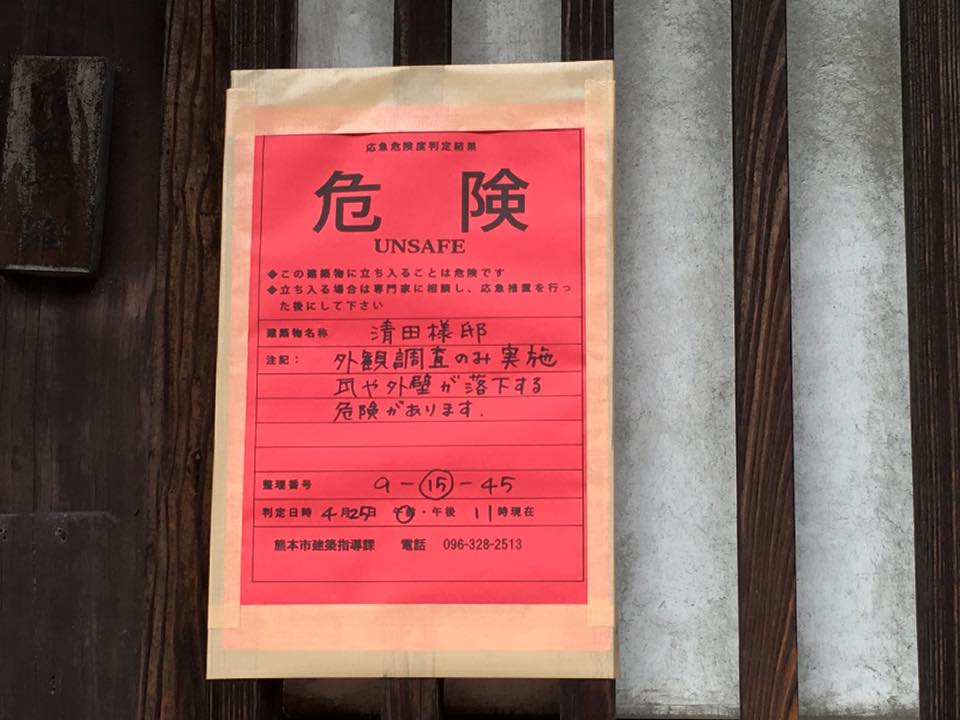 応急危険度判定結果
危 険
UNSAFE
◆この建築物に立ち入ることは危険です
◆立ち入る場合は専門家に相談し、応急措置を行っ
た後にして下さい
建築物名称 清田様邸
注記： 外観調査のみ実施
瓦や外壁が落下する
危険があります.
整理番号 9-15-45
判定日時 4月25日 午前・午後 11時現在
熊本市建築指導課 電話 096-328-2513